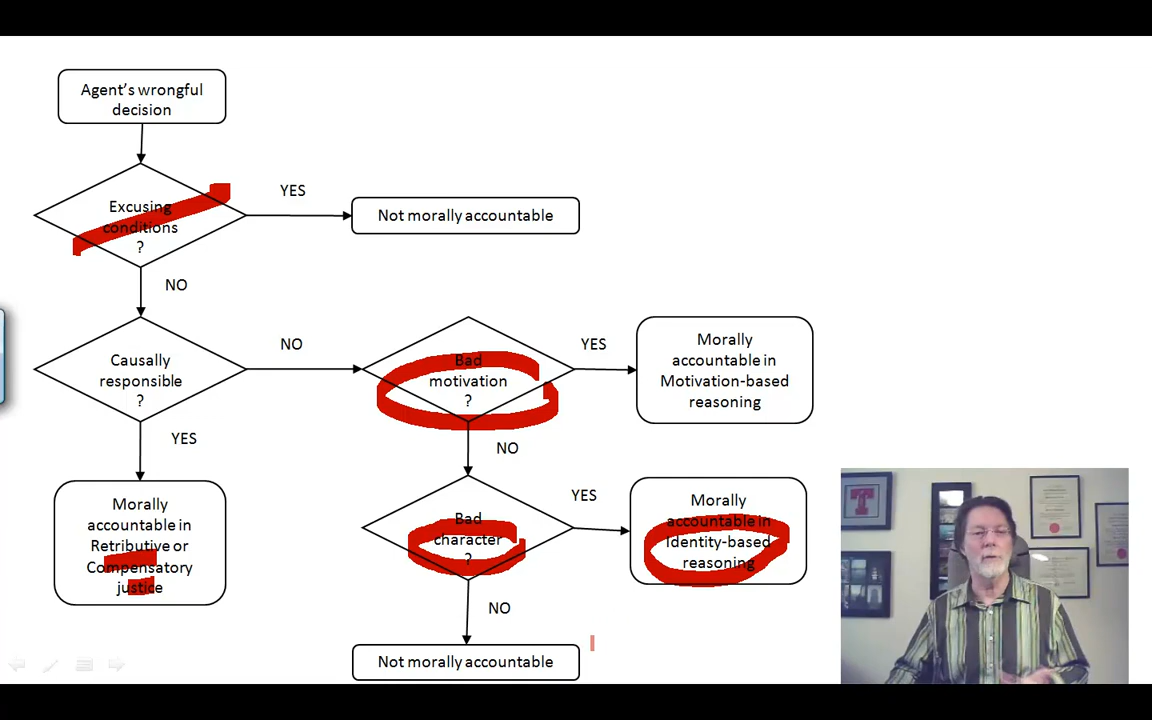 Agent's wrongful
decision
Excusing
conditions
?
YES
Not morally accountable
NO
Causally
responsible
?
NO
Bad
motivation
?
YES
Morally
accountable in
Motivation-based
reasoning
YES
Morally
accountable in
Retributive or
Compensatory
justice
NO
Bad
character
?
YES
Morally
accountable in
Identity-based
reasoning
NO
Not morally accountable